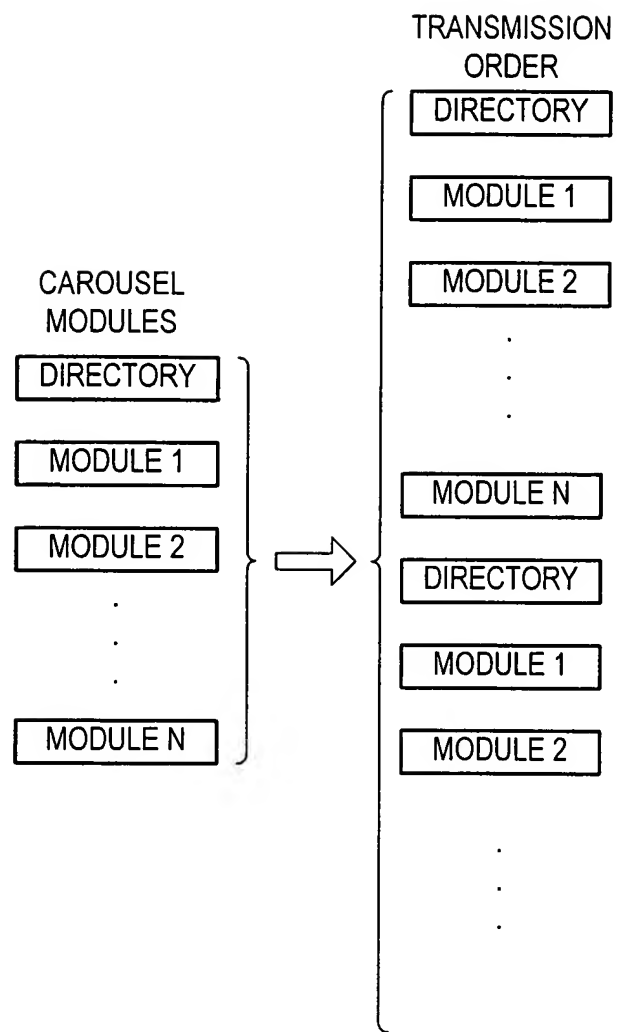 CAROUSEL
MODULES
DIRECTORY
MODULE 1
MODULE 2
.
.
.
MODULE N
TRANSMISSION
ORDER
DIRECTORY
MODULE 1
MODULE 2
.
.
.
MODULE N
DIRECTORY
MODULE 1
MODULE 2
.
.
.